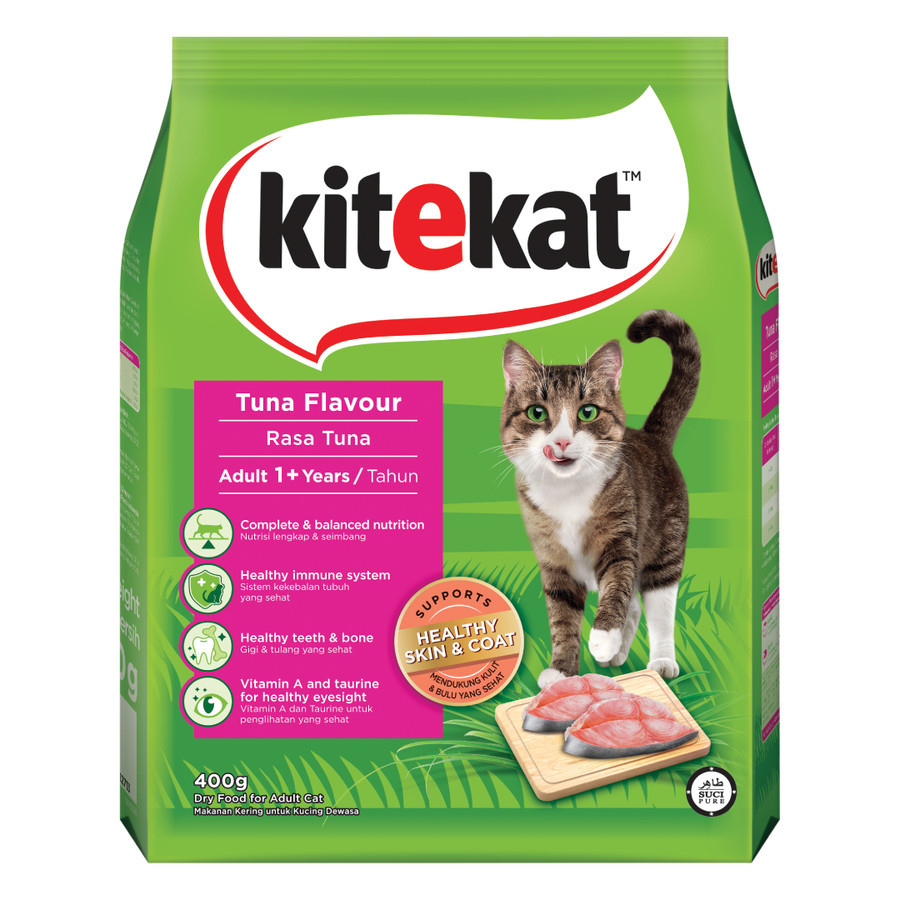 kitekat™
Tuna Flavour
Rasa Tuna
Adult 1+ Years / Tahun
Complete & balanced nutrition
Nutrisi lengkap & seimbang
Healthy immune system
Sistem kekebalan tubuh
yang sehat
Healthy teeth & bone
Gigi & tulang yang sehat
Vitamin A and taurine
for healthy eyesight
Vitamin A dan Taurine untuk
penglihatan yang sehat
SUPPORTS
HEALTHY
SKIN & COAT
MENDUKUNG KULIT
& BULU YANG SEHAT
400g
Dry Food for Adult Cat
Makanan Kering untuk Kucing Dewasa
طاهر
SUCI
PURE